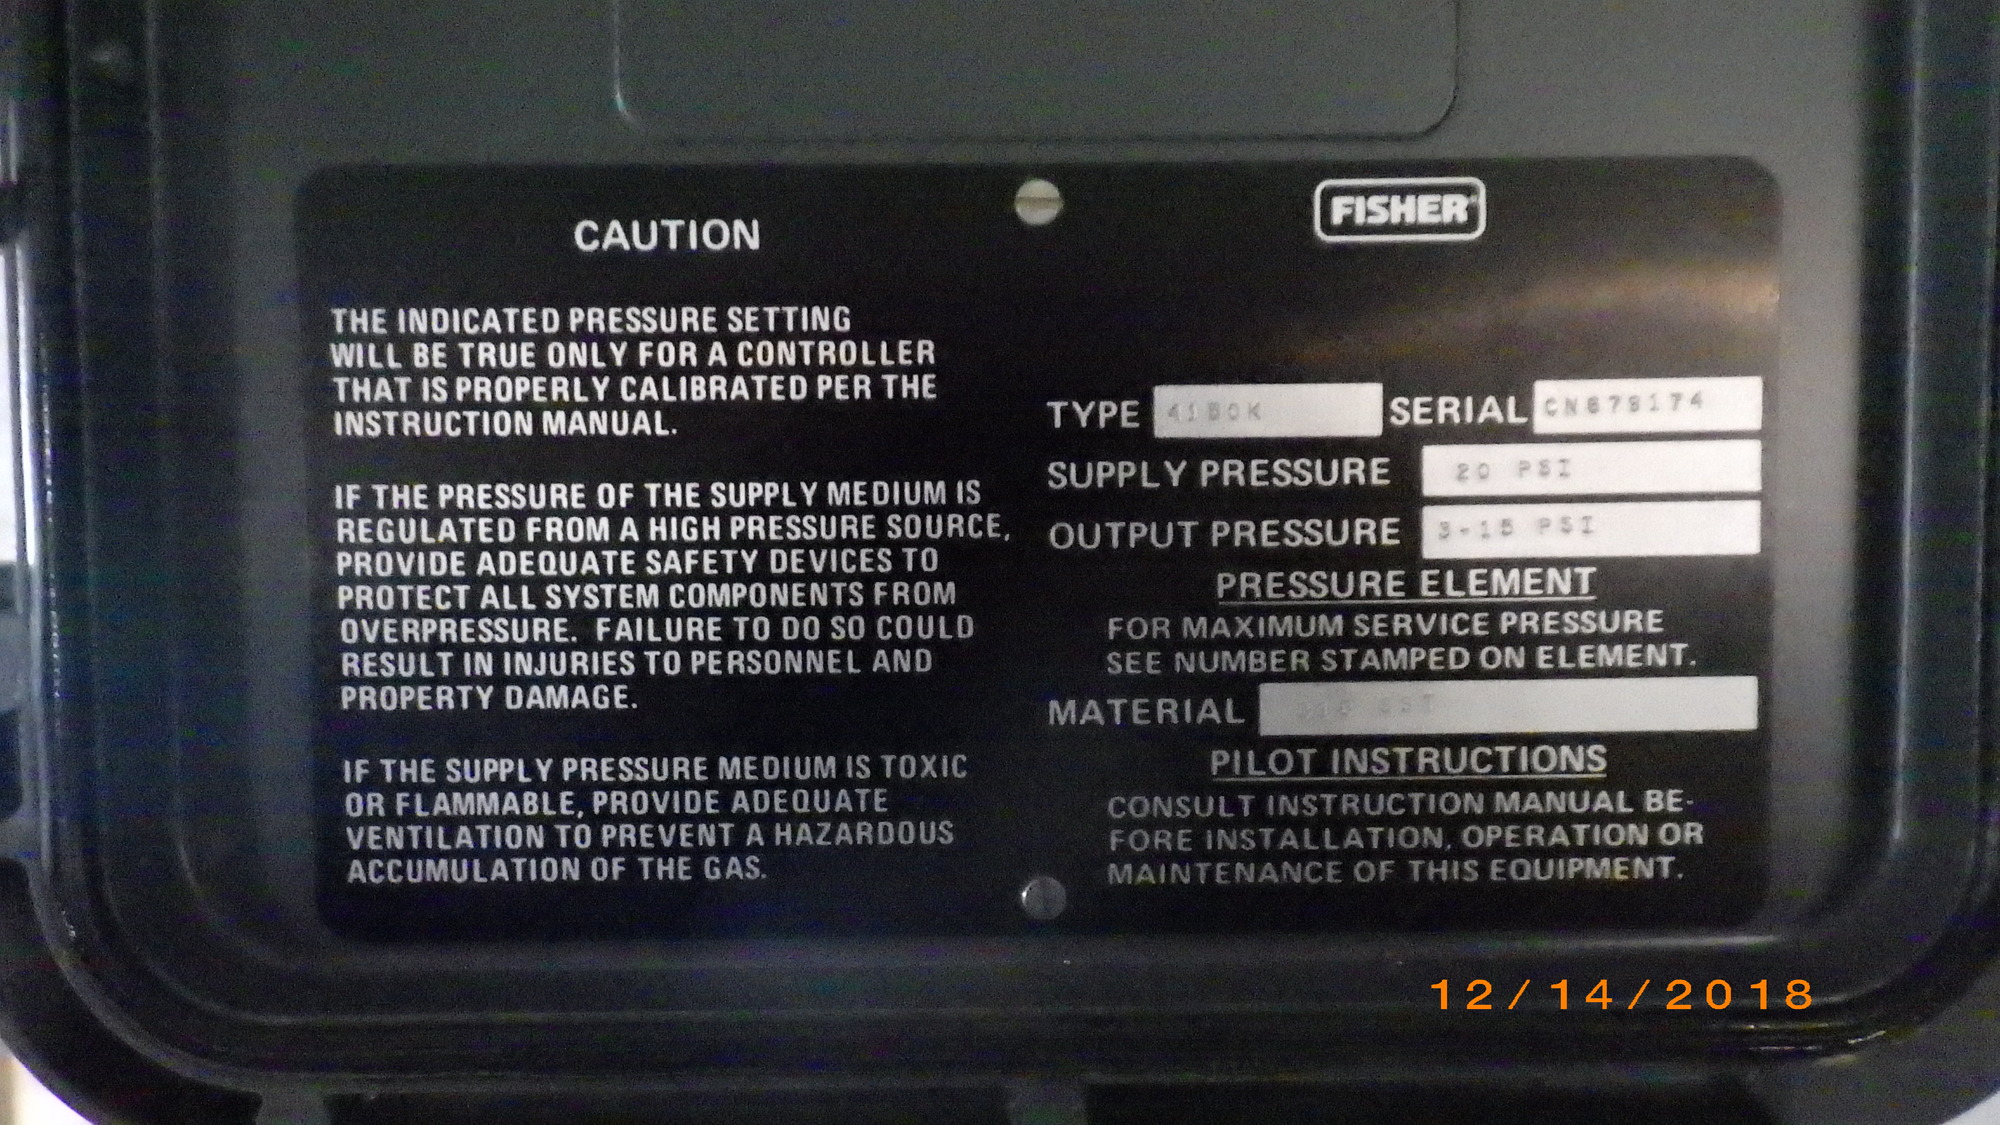 CAUTION
THE INDICATED PRESSURE SETTING
WILL BE TRUE ONLY FOR A CONTROLLER
THAT IS PROPERLY CALIBRATED PER THE
INSTRUCTION MANUAL.
IF THE PRESSURE OF THE SUPPLY MEDIUM IS
REGULATED FROM A HIGH PRESSURE SOURCE,
PROVIDE ADEQUATE SAFETY DEVICES TO
PROTECT ALL SYSTEM COMPONENTS FROM
OVERPRESSURE. FAILURE TO DO SO COULD
RESULT IN INJURIES TO PERSONNEL AND
PROPERTY DAMAGE.
IF THE SUPPLY PRESSURE MEDIUM IS TOXIC
OR FLAMMABLE, PROVIDE ADEQUATE
VENTILATION TO PREVENT A HAZARDOUS
ACCUMULATION OF THE GAS.
FISHER
TYPE SERIAL
SUPPLY PRESSURE 20 PSI
OUTPUT PRESSURE 3-15 PSI
PRESSURE ELEMENT
FOR MAXIMUM SERVICE PRESSURE
SEE NUMBER STAMPED ON ELEMENT.
MATERIAL
PILOT INSTRUCTIONS
CONSULT INSTRUCTION MANUAL BE-
FORE INSTALLATION, OPERATION OR
MAINTENANCE OF THIS EQUIPMENT.
12/14/2018